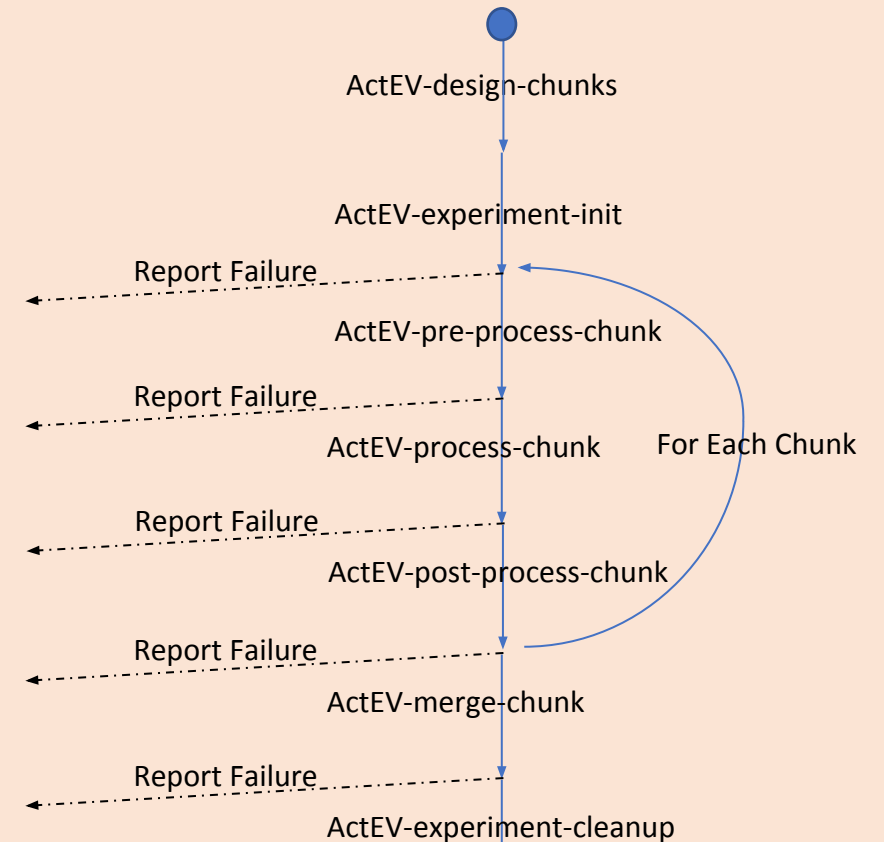 ActEV-design-chunks
ActEV-experiment-init
Report Failure
ActEV-pre-process-chunk
Report Failure
ActEV-process-chunk
For Each Chunk
Report Failure
ActEV-post-process-chunk
Report Failure
ActEV-merge-chunk
Report Failure
ActEV-experiment-cleanup